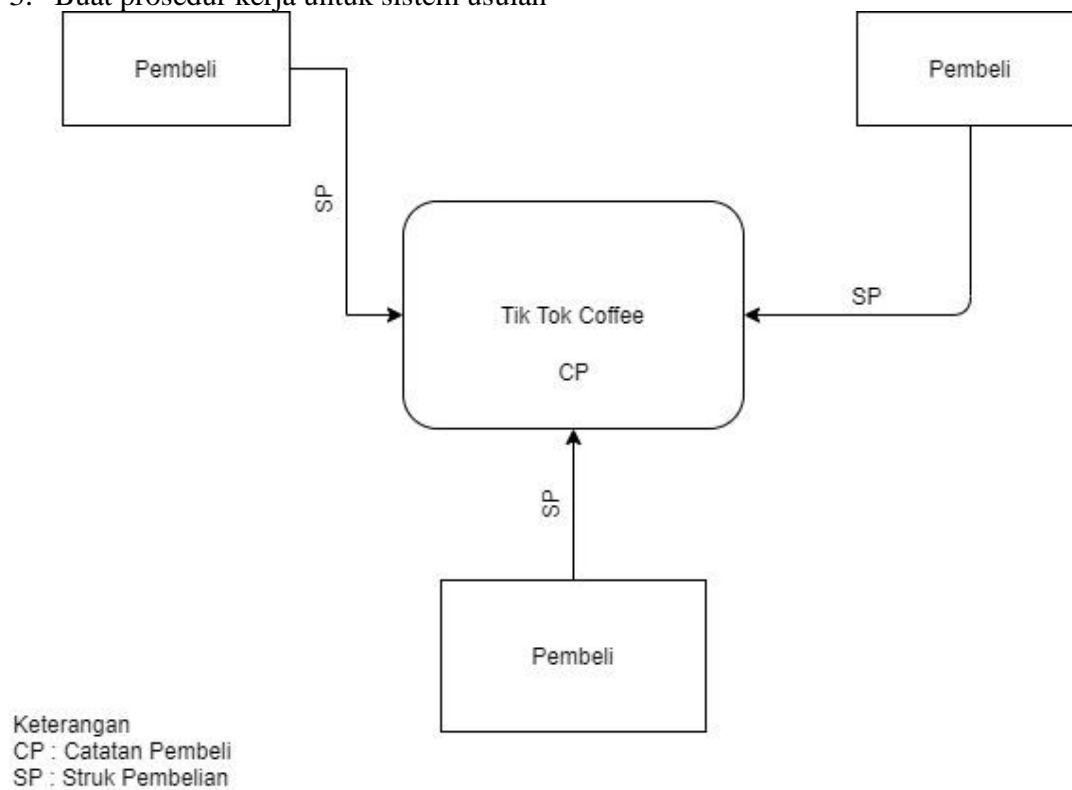 3. Buat prosedur kerja untuk sistem usulan
Pembeli
Pembeli
SP
Tik Tok Coffee
CP
SP
SP
Pembeli
Keterangan
CP : Catatan Pembeli
SP : Struk Pembelian